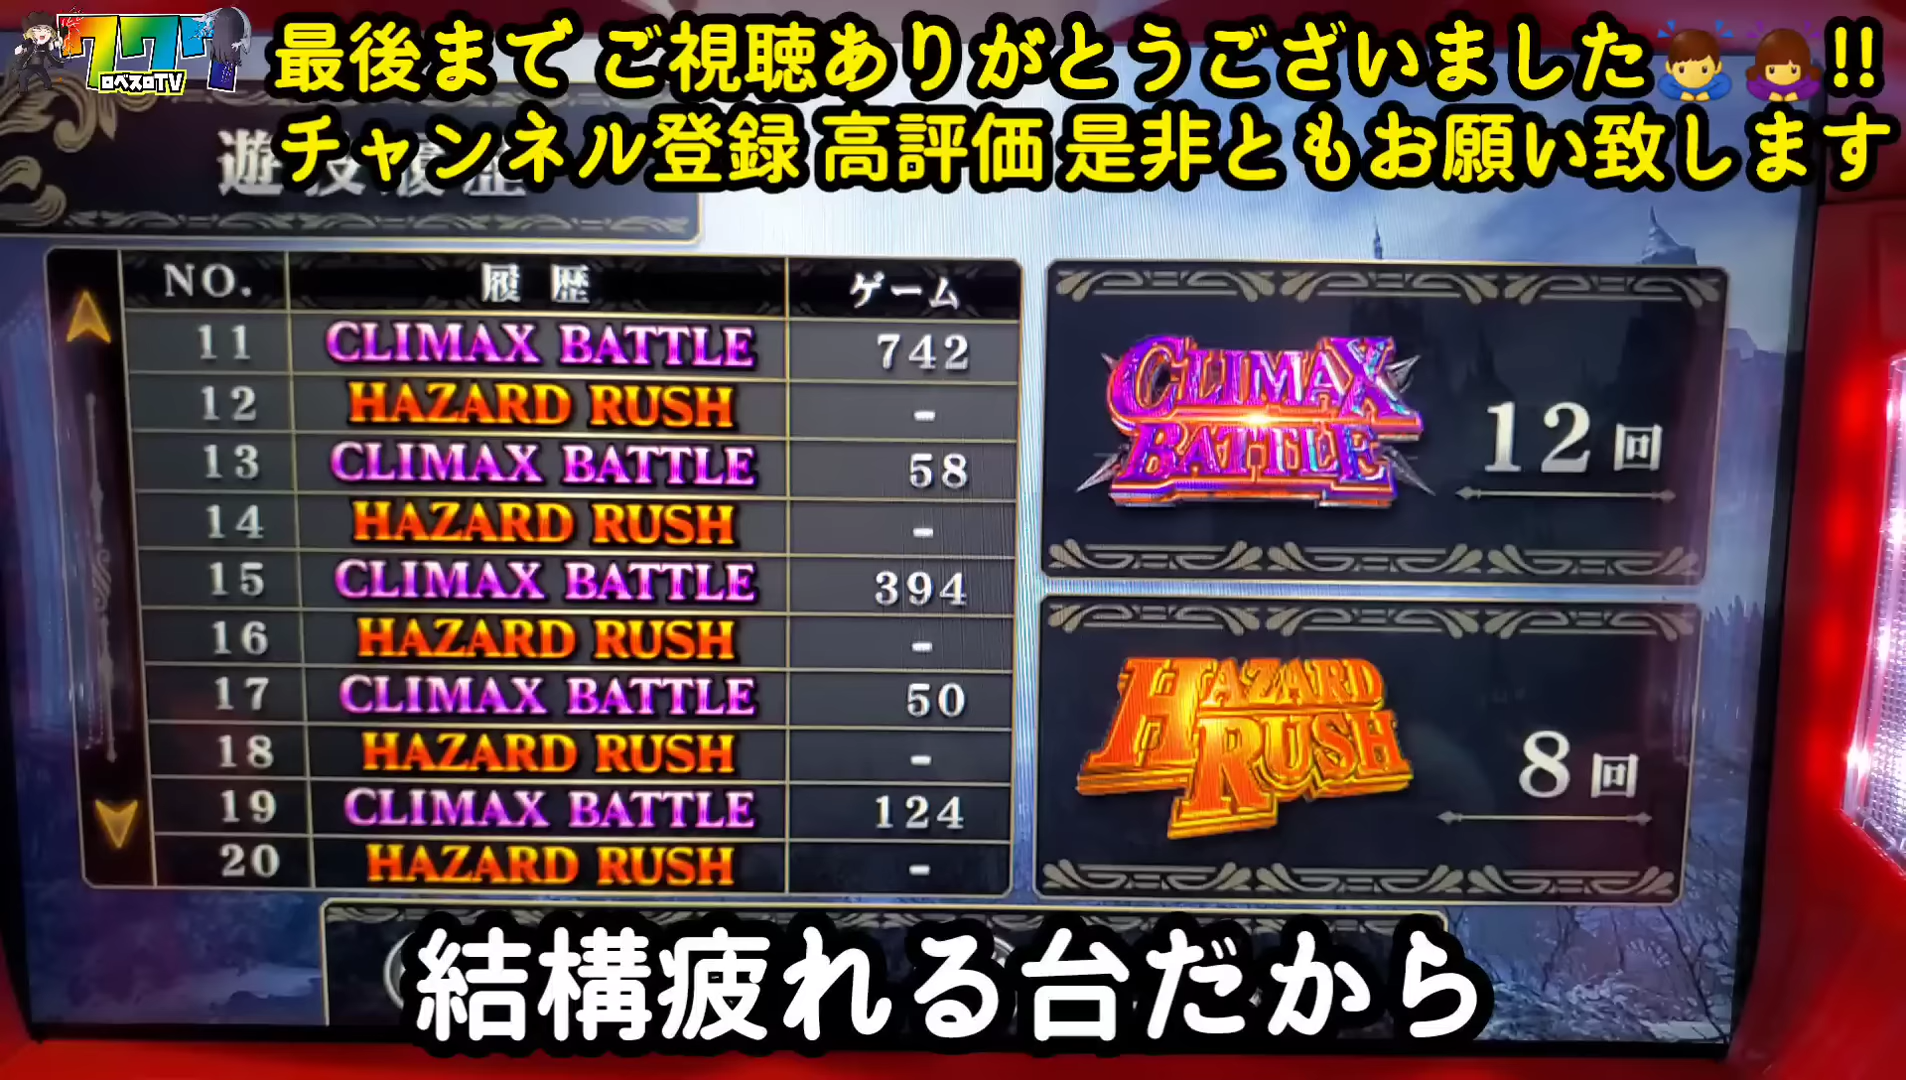 777
ロペスロTV
最後まで ご視聴ありがとうございました🙇‍♂️🙇‍♀️!!
チャンネル登録 高評価 是非ともお願い致します
遊技履歴
NO. 履歴 ゲーム
11 CLIMAX BATTLE 742
12 HAZARD RUSH -
13 CLIMAX BATTLE 58
14 HAZARD RUSH -
15 CLIMAX BATTLE 394
16 HAZARD RUSH -
17 CLIMAX BATTLE 50
18 HAZARD RUSH -
19 CLIMAX BATTLE 124
20 HAZARD RUSH -
CLIMAX
BATTLE
12回
HAZARD
RUSH
8回
結構疲れる台だから